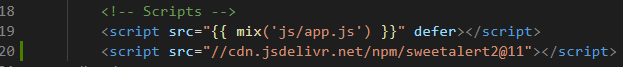 18 <!-- Scripts -->
19 <script src="{{ mix('js/app.js') }}" defer></script>
20 <script src="//cdn.jsdelivr.net/npm/sweetalert2@11"></script>